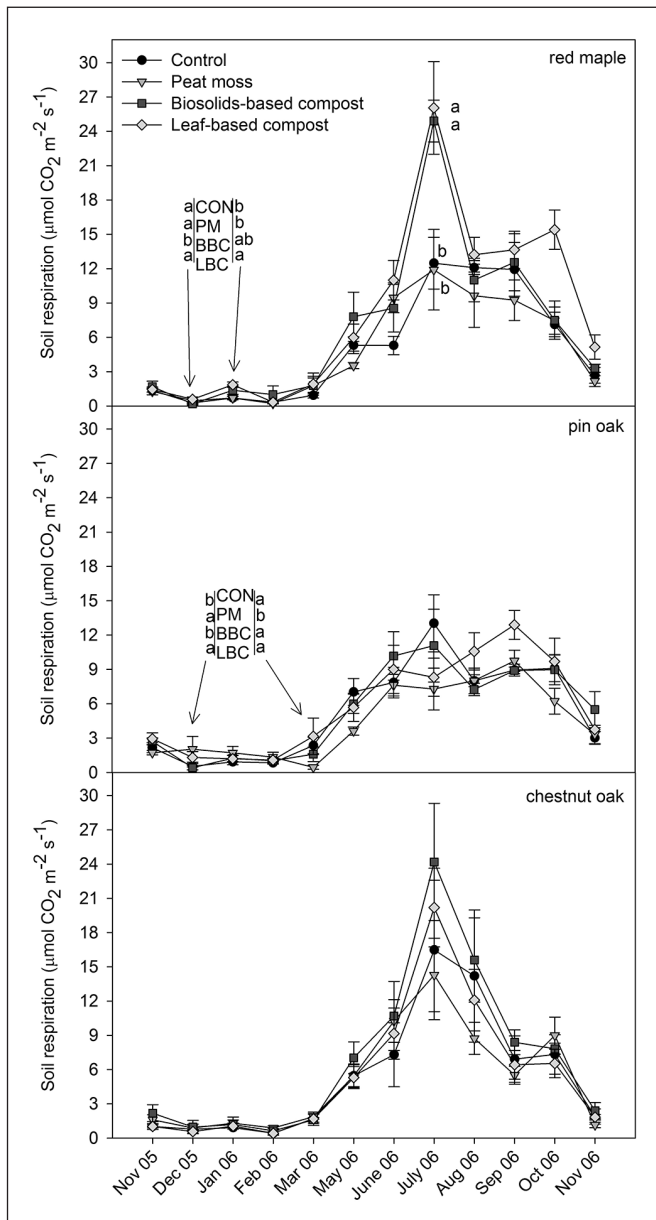 red maple
Control
Peat moss
Biosolids-based compost
Leaf-based compost
Soil respiration (μmol CO2 m-2 s-1)
30
27
24
21
18
15
12
9
6
3
0
a CON b
a PM b
b BBC ab
a LBC a
a
a
b
b
pin oak
Soil respiration (μmol CO2 m-2 s-1)
30
27
24
21
18
15
12
9
6
3
0
b CON a
a PM b
b BBC a
a LBC a
chestnut oak
Soil respiration (μmol CO2 m-2 s-1)
30
27
24
21
18
15
12
9
6
3
0
Nov 05
Dec 05
Jan 06
Feb 06
Mar 06
May 06
June 06
July 06
Aug 06
Sep 06
Oct 06
Nov 06